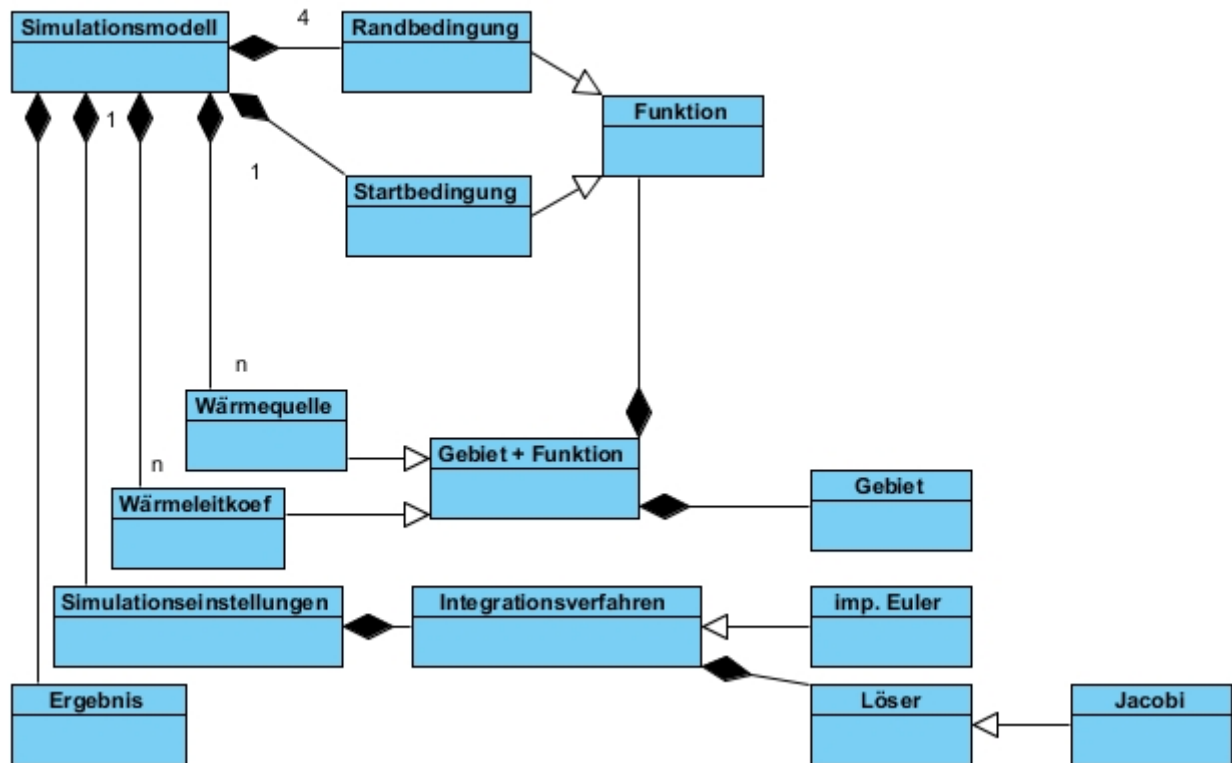 Simulationsmodell
4
Randbedingung
Funktion
1
1
Startbedingung
n
Wärmequelle
Gebiet + Funktion
n
Gebiet
Wärmeleitkoef
Simulationseinstellungen
Integrationsverfahren
imp. Euler
Ergebnis
Löser
Jacobi